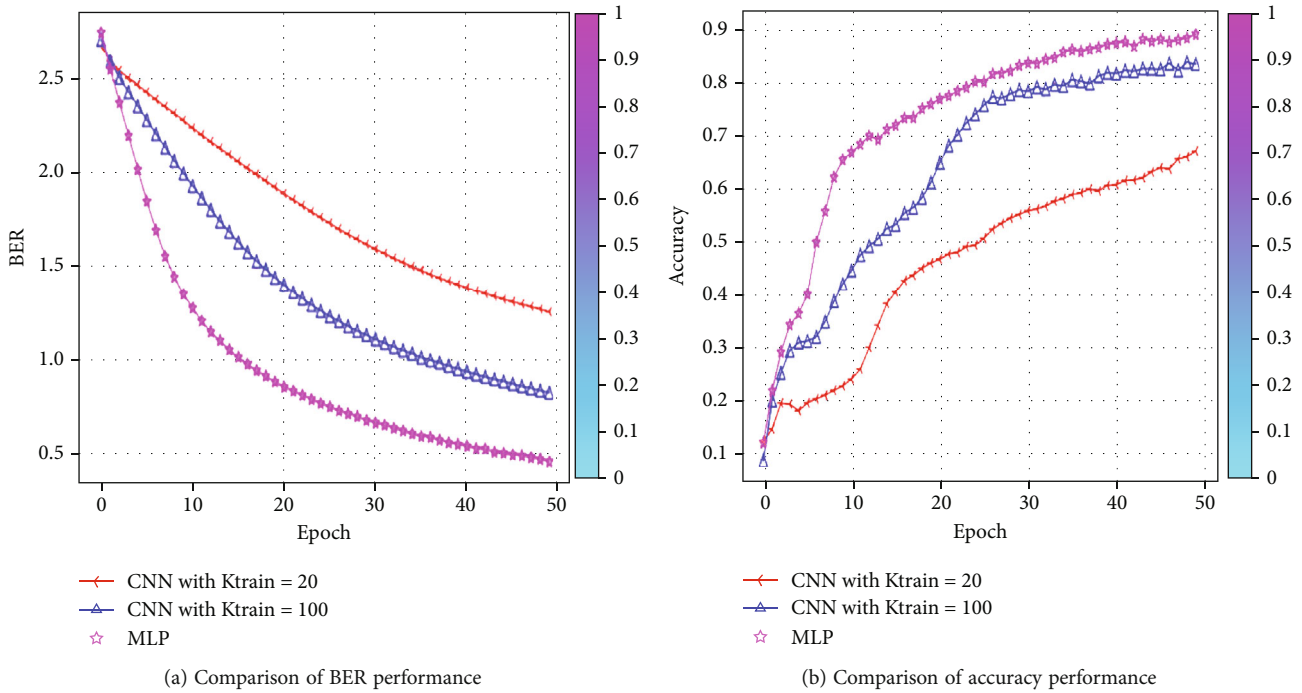 2.5
2.0
1.5
1.0
0.5
BER
0 10 20 30 40 50
Epoch
1
0.9
0.8
0.7
0.6
0.5
0.4
0.3
0.2
0.1
0
CNN with Ktrain = 20
CNN with Ktrain = 100
MLP
(a) Comparison of BER performance
0.9
0.8
0.7
0.6
0.5
0.4
0.3
0.2
0.1
Accuracy
0 10 20 30 40 50
Epoch
1
0.9
0.8
0.7
0.6
0.5
0.4
0.3
0.2
0.1
0
CNN with Ktrain = 20
CNN with Ktrain = 100
MLP
(b) Comparison of accuracy performance